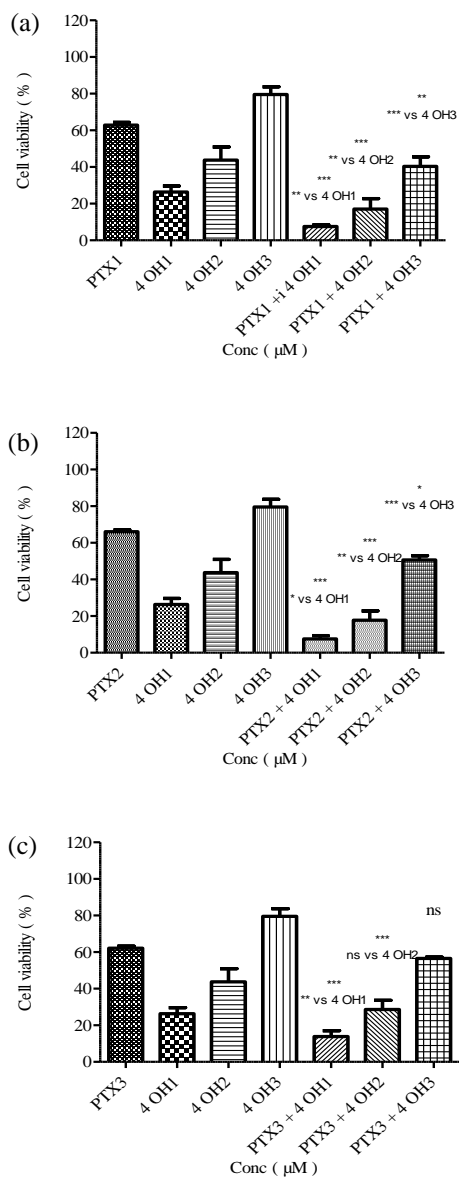 (a)
Cell viability ( % )
120
100
80
60
40
20
0
**
*** vs 4 OH3
***
** vs 4 OH2
***
** vs 4 OH1
PTX1
4 OH1
4 OH2
4 OH3
PTX1 +i 4 OH1
PTX1 + 4 OH2
PTX1 + 4 OH3
Conc ( µM )
(b)
Cell viability ( % )
120
100
80
60
40
20
0
*
*** vs 4 OH3
***
** vs 4 OH2
***
* vs 4 OH1
PTX2
4 OH1
4 OH2
4 OH3
PTX2 + 4 OH1
PTX2 + 4 OH2
PTX2 + 4 OH3
Conc ( µM )
(c)
Cell viability ( % )
120
100
80
60
40
20
0
ns
***
ns vs 4 OH2
***
** vs 4 OH1
PTX3
4 OH1
4 OH2
4 OH3
PTX3 + 4 OH1
PTX3 + 4 OH2
PTX3 + 4 OH3
Conc ( µM )